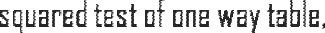 squared test of one way table,